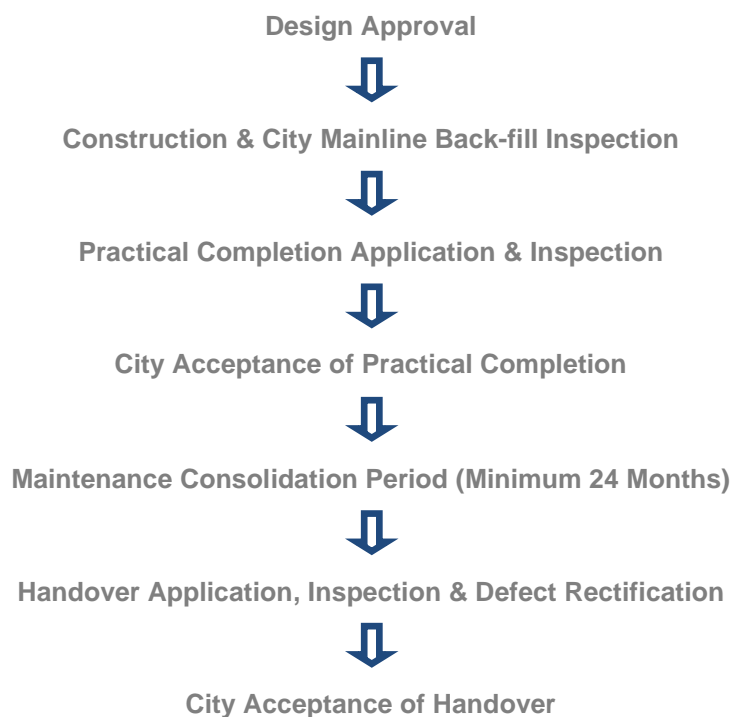 Design Approval
Construction & City Mainline Back-fill Inspection
Practical Completion Application & Inspection
City Acceptance of Practical Completion
Maintenance Consolidation Period (Minimum 24 Months)
Handover Application, Inspection & Defect Rectification
City Acceptance of Handover